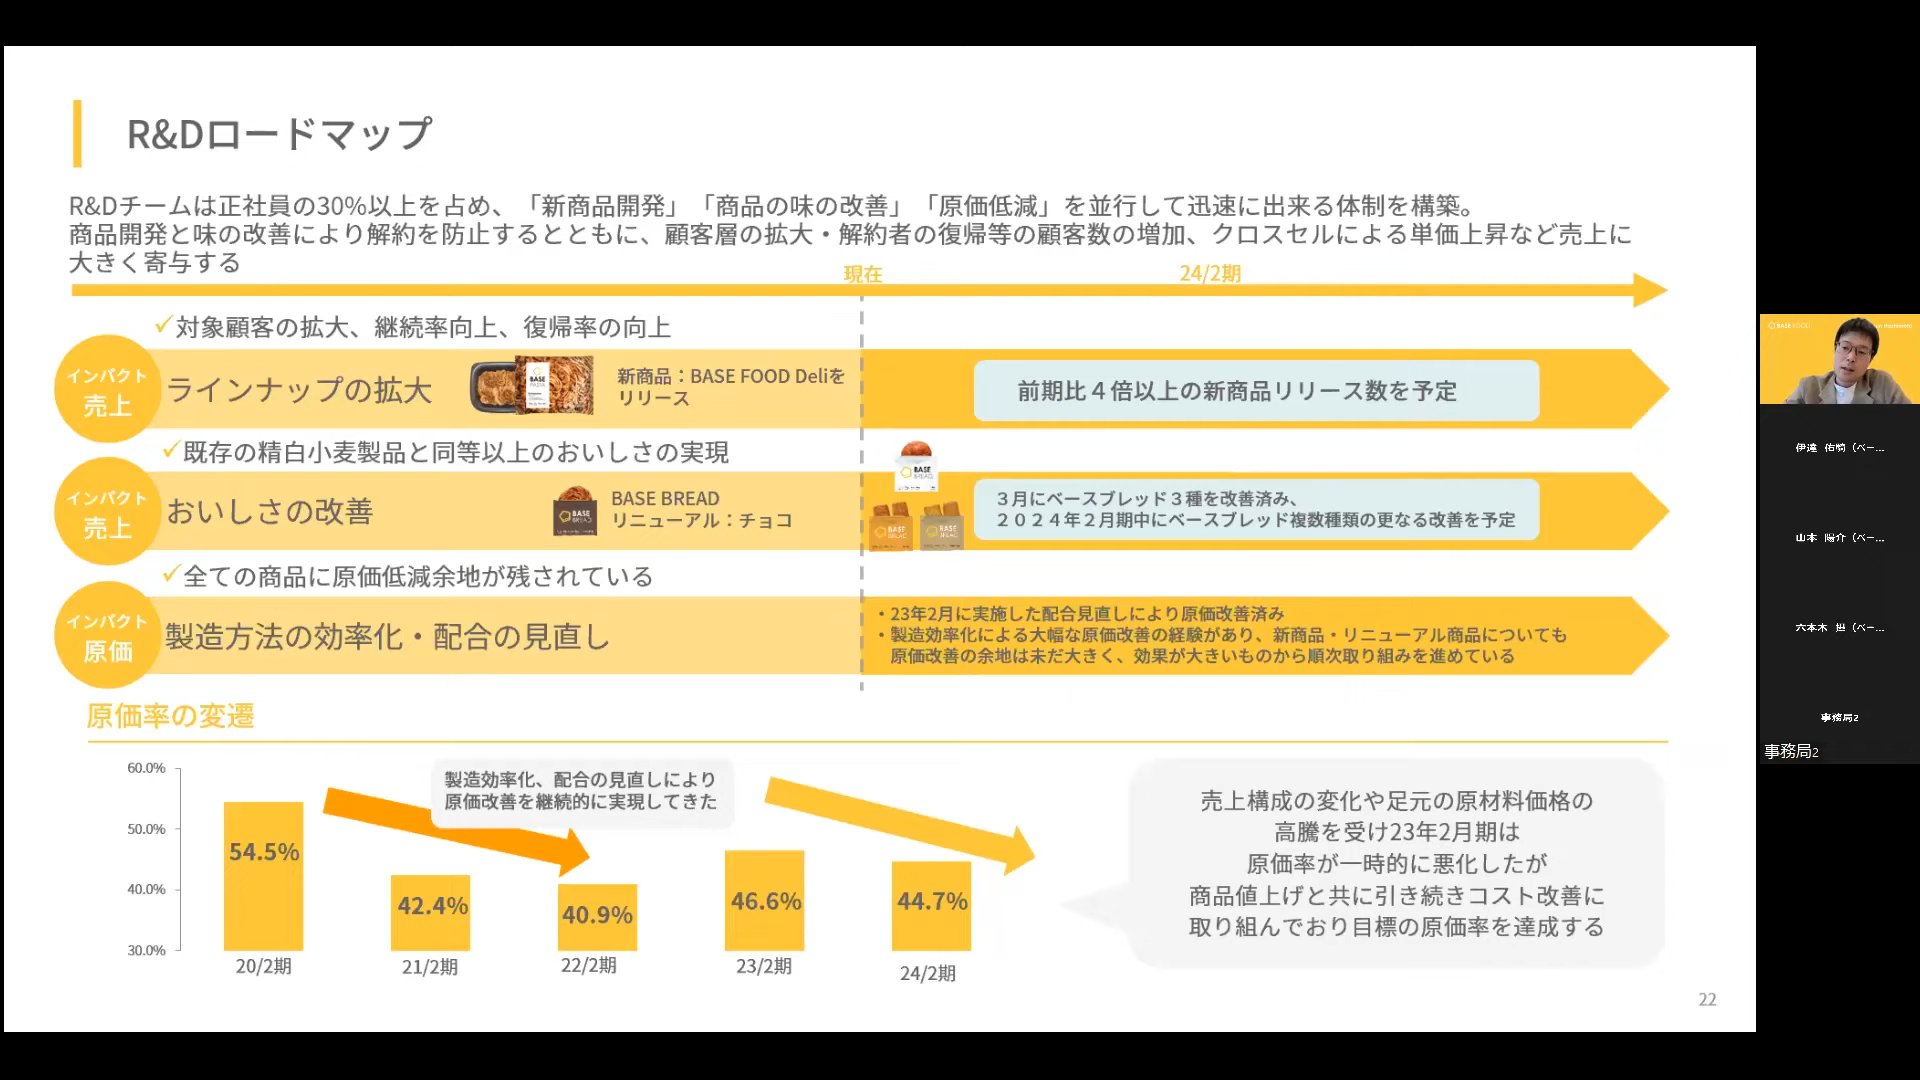 R&Dロードマップ
R&Dチームは正社員の30%以上を占め、「新商品開発」「商品の味の改善」「原価低減」を並行して迅速に出来る体制を構築。
商品開発と味の改善により解約を防止するとともに、顧客層の拡大・解約者の復帰等の顧客数の増加、クロスセルによる単価上昇など売上に
大きく寄与する
現在
24/2期
✓対象顧客の拡大、継続率向上、復帰率の向上
インパクト
売上
ラインナップの拡大
BASE
PASTA
新商品：BASE FOOD Deliを
リリース
前期比４倍以上の新商品リリース数を予定
✓既存の精白小麦製品と同等以上のおいしさの実現
インパクト
売上
おいしさの改善
BASE
BREAD
BASE BREAD
リニューアル：チョコ
BASE
BREAD
BASE
BREAD
BASE
BREAD
３月にベースブレッド３種を改善済み、
２０２４年２月期中にベースブレッド複数種類の更なる改善を予定
✓全ての商品に原価低減余地が残されている
インパクト
原価
製造方法の効率化・配合の見直し
・23年2月に実施した配合見直しにより原価改善済み
・製造効率化による大幅な原価改善の経験があり、新商品・リニューアル商品についても
原価改善の余地は未だ大きく、効果が大きいものから順次取り組みを進めている
原価率の変遷
60.0%
50.0%
40.0%
30.0%
製造効率化、配合の見直しにより
原価改善を継続的に実現してきた
54.5%
42.4%
40.9%
46.6%
44.7%
20/2期
21/2期
22/2期
23/2期
24/2期
売上構成の変化や足元の原材料価格の
高騰を受け23年2月期は
原価率が一時的に悪化したが
商品値上げと共に引き続きコスト改善に
取り組んでおり目標の原価率を達成する
22
BASE FOOD
伊達 佑騎（ベー...
山本 陽介（ベー...
六本木 進（ベー...
事務局2
事務局2